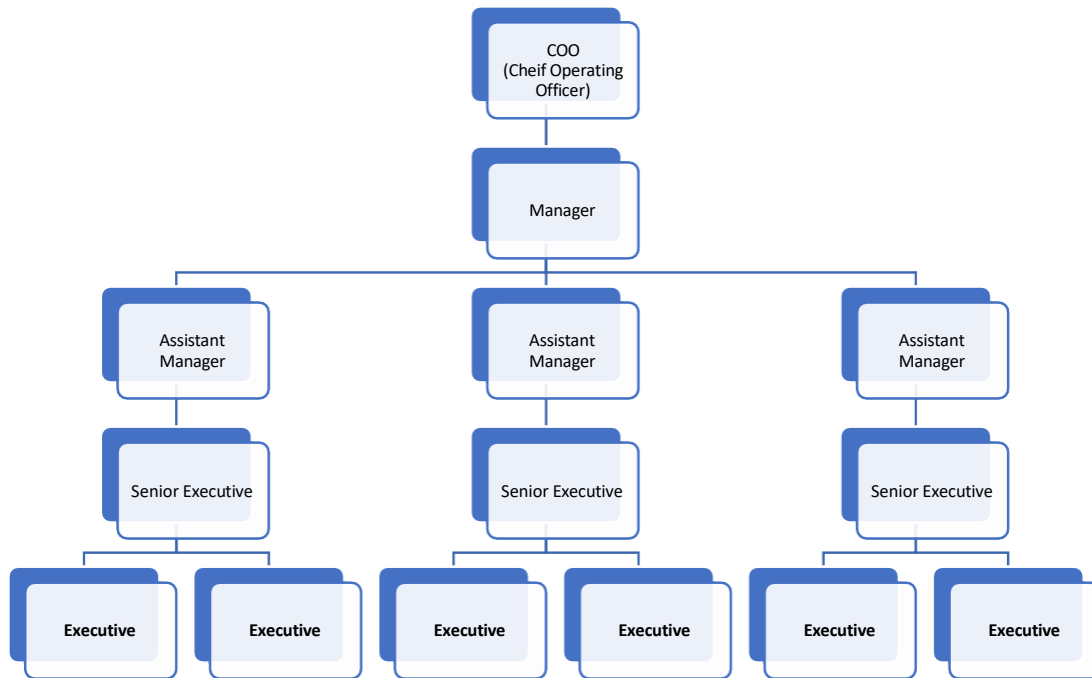 COO
(Cheif Operating
Officer)
Manager
Assistant
Manager
Assistant
Manager
Assistant
Manager
Senior Executive
Senior Executive
Senior Executive
Executive
Executive
Executive
Executive
Executive
Executive